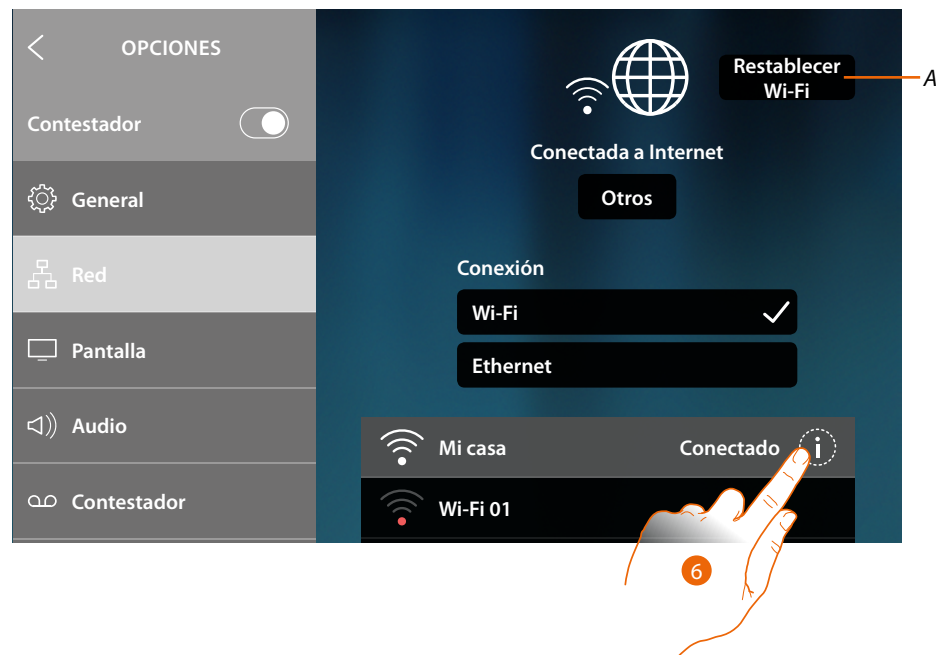 OPCIONES
Contestador
General
Red
Pantalla
Audio
Contestador
Restablecer
Wi-Fi
A
Conectada a Internet
Otros
Conexión
Wi-Fi
Ethernet
Mi casa Conectado i
Wi-Fi 01
6